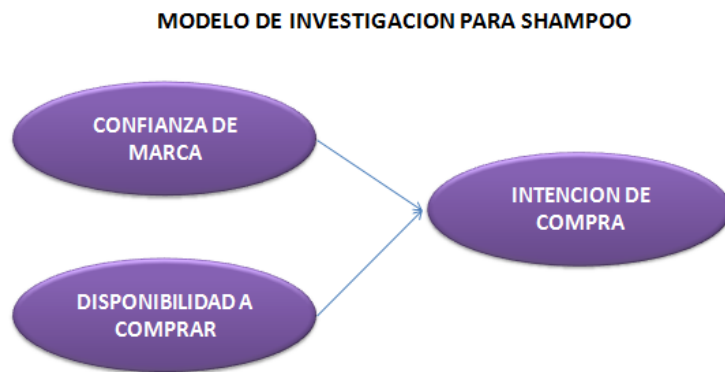 MODELO DE INVESTIGACION PARA SHAMPOO
CONFIANZA DE
MARCA
INTENCION DE
COMPRA
DISPONIBILIDAD A
COMPRAR